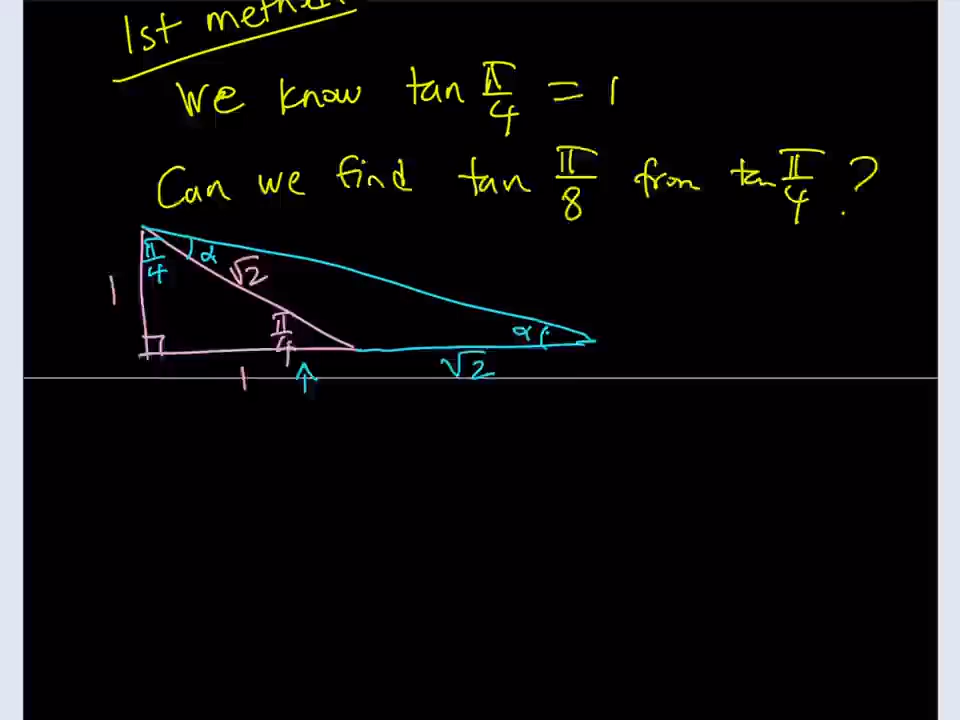 1st method
We know tan π/4 = 1
Can we find tan π/8 from tan π/4 ?
π/4 α √2
1
π/4 α
1 √2